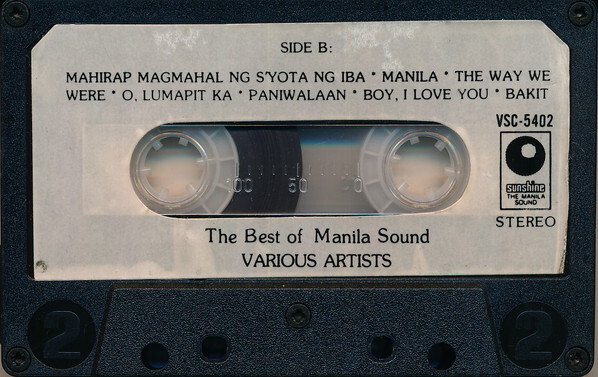 SIDE B:
MAHIRAP MAGMAHAL NG S'YOTA NG IBA * MANILA * THE WAY WE
WERE * O, LUMAPIT KA * PANIWALAAN * BOY, I LOVE YOU * BAKIT
VSC-5402
100 50
sunshine
THE MANILA
SOUND
STEREO
The Best of Manila Sound
VARIOUS ARTISTS
2 2